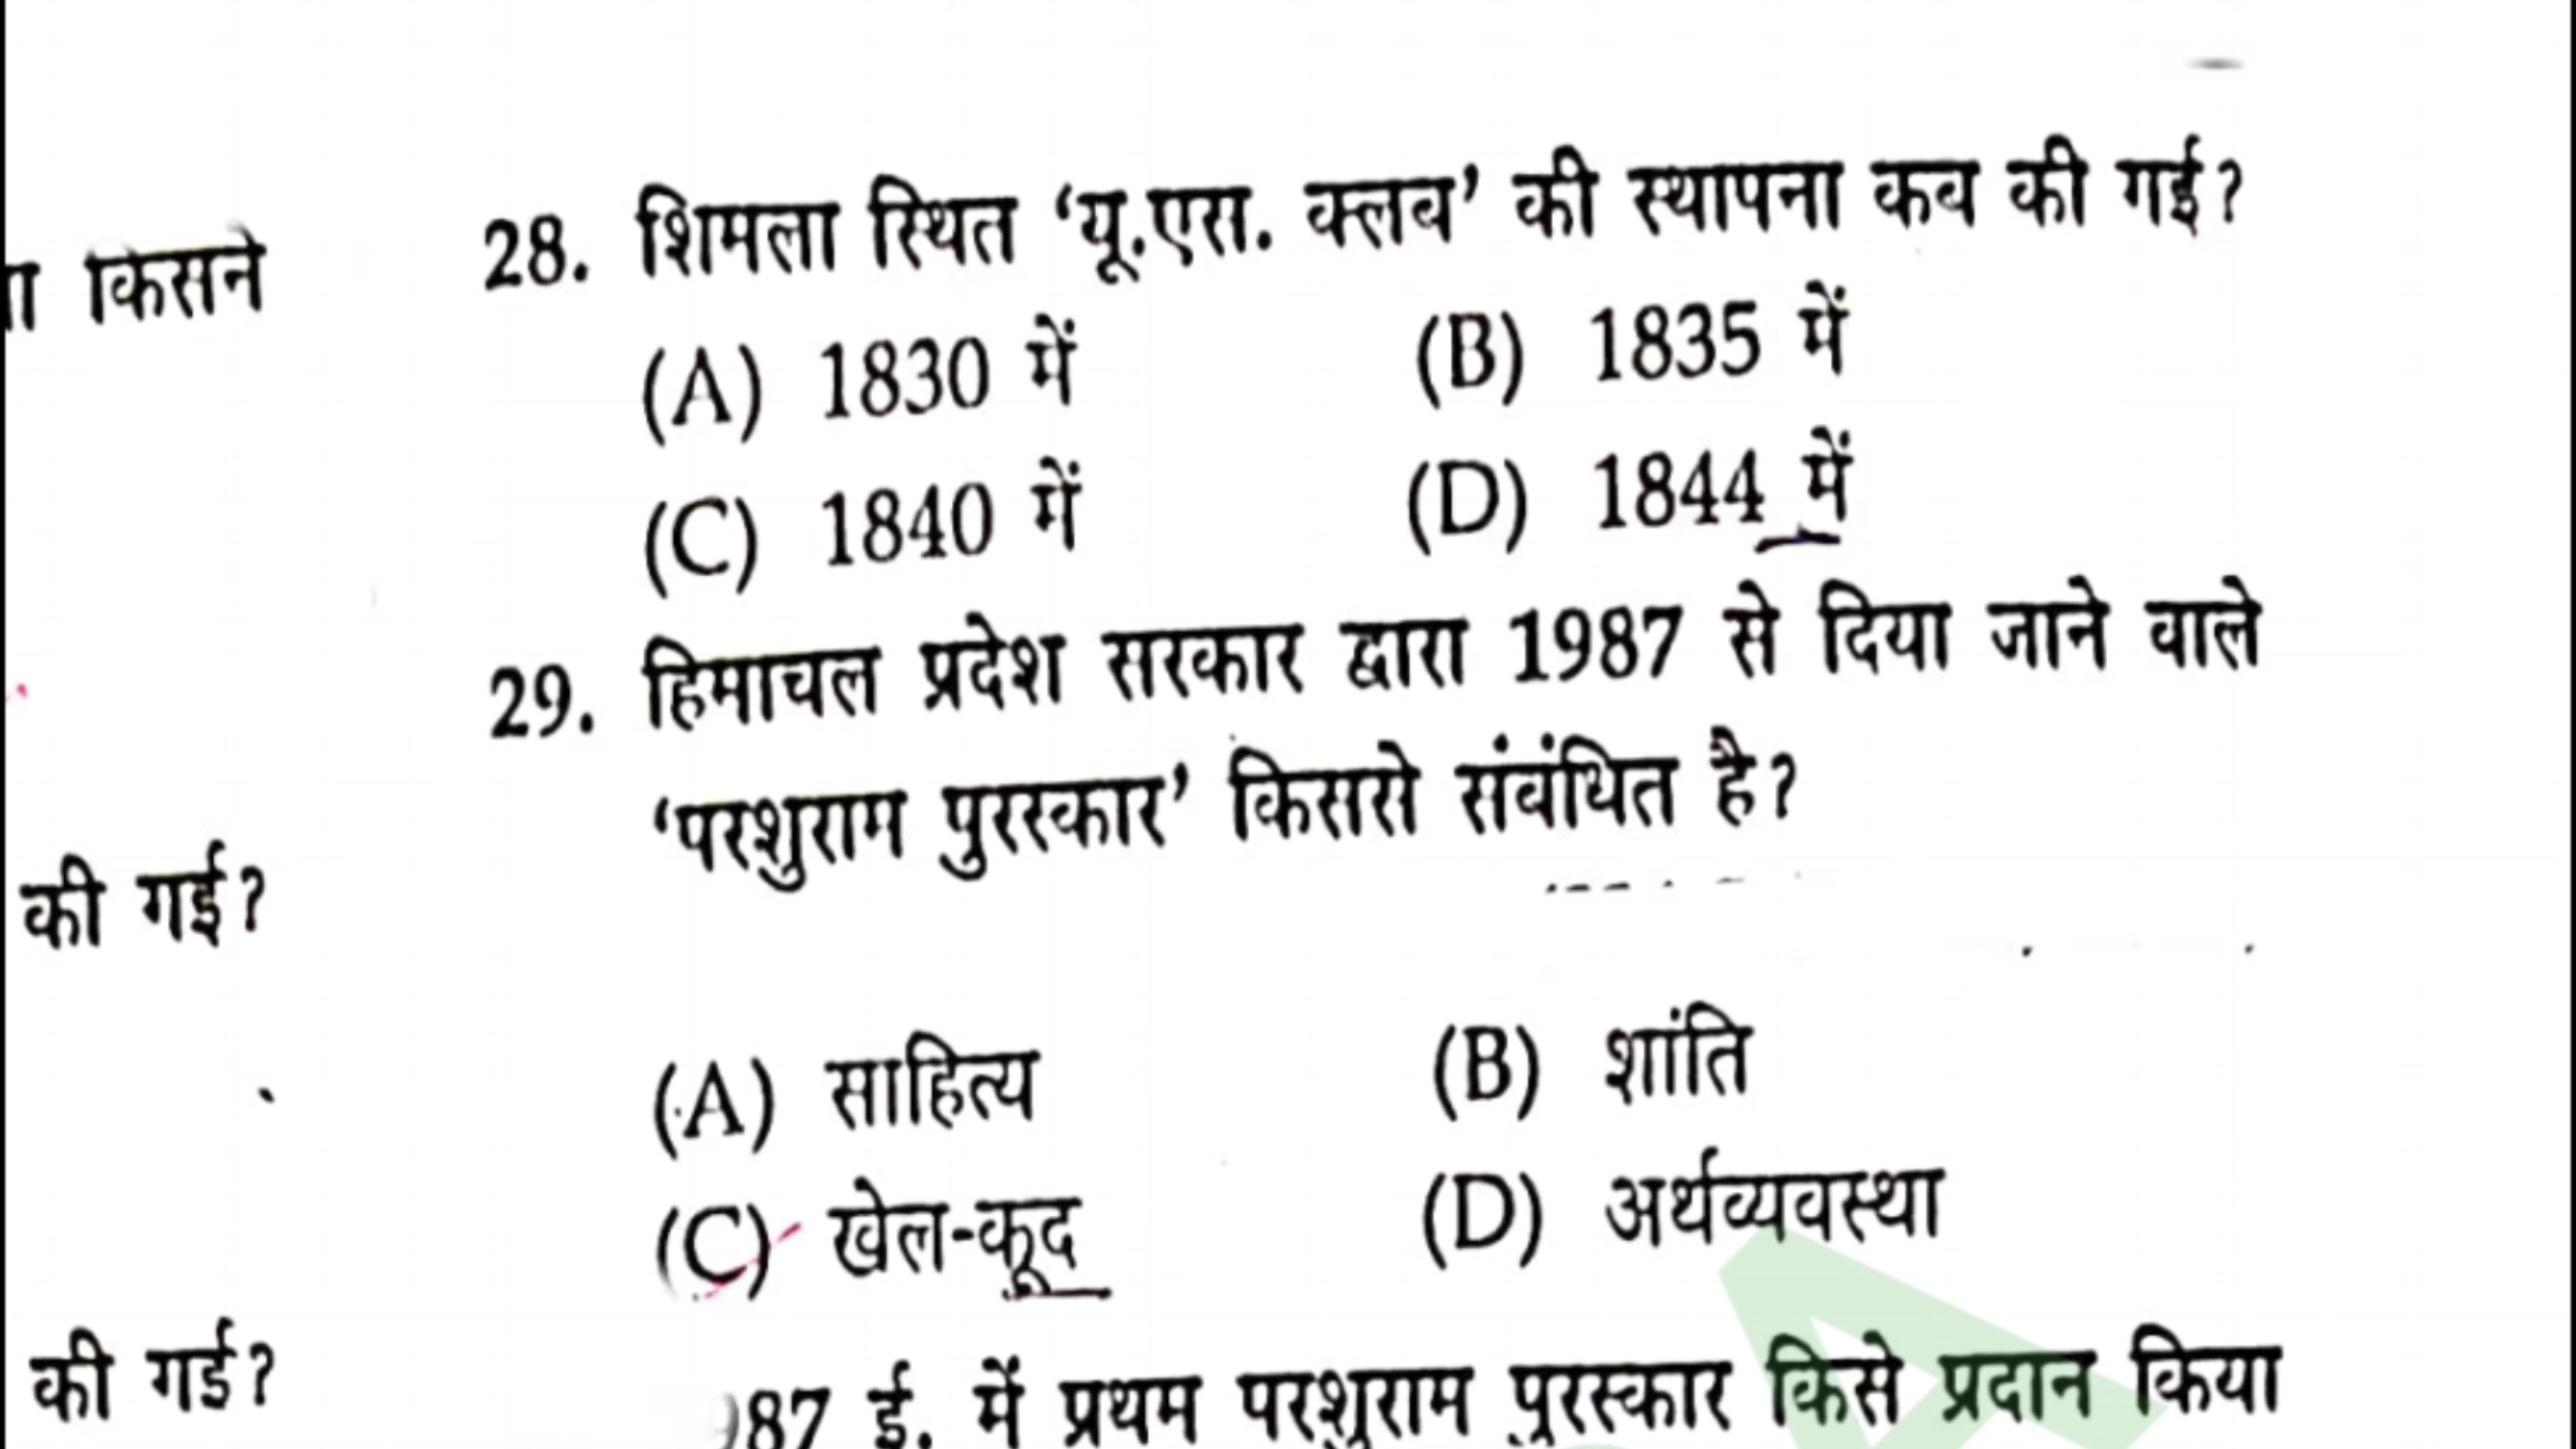 किसने
28. शिमला स्थित ‘यू.एस. क्लब’ की स्थापना कब की गई?
(A) 1830 में (B) 1835 में
(C) 1840 में (D) 1844 में
29. हिमाचल प्रदेश सरकार द्वारा 1987 से दिया जाने वाले
‘परशुराम पुरस्कार’ किससे संबंधित है?
की गई?
(A) साहित्य (B) शांति
(C) खेल-कूद (D) अर्थव्यवस्था
की गई?
87 ई. में प्रथम परशुराम पुरस्कार किसे प्रदान किया